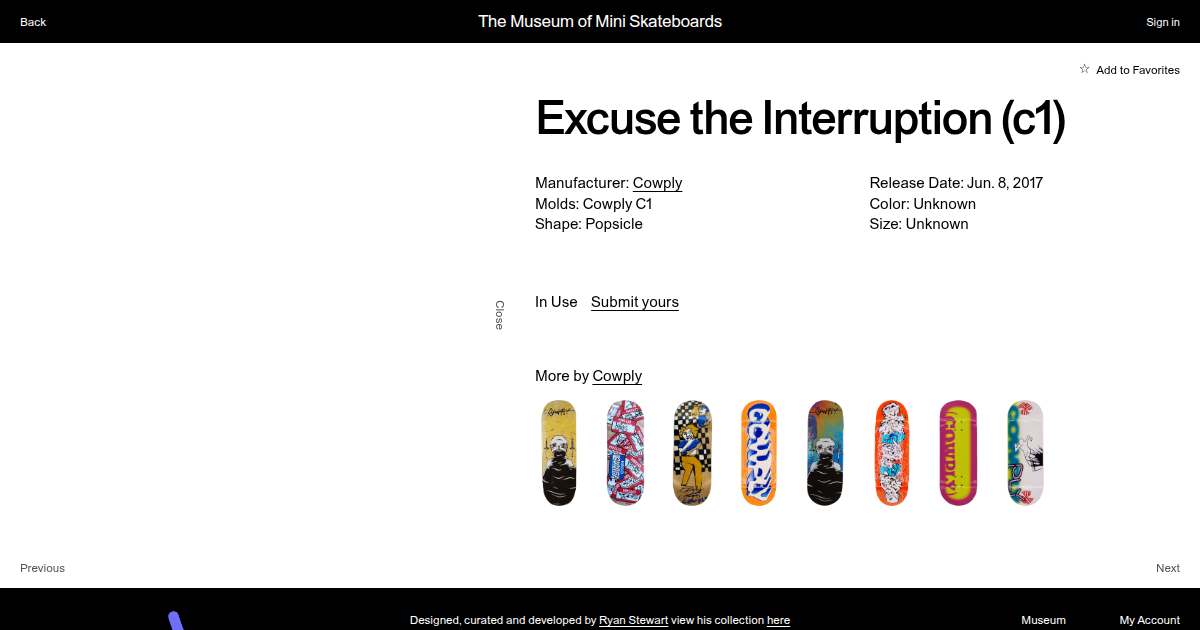 Back
The Museum of Mini Skateboards
Sign in
☆ Add to Favorites
Excuse the Interruption (c1)
Manufacturer: Cowply
Molds: Cowply C1
Shape: Popsicle
Release Date: Jun. 8, 2017
Color: Unknown
Size: Unknown
Close
In Use Submit yours
More by Cowply
COWPLY
COWPLY
Previous
Next
Designed, curated and developed by Ryan Stewart view his collection here
Museum
My Account